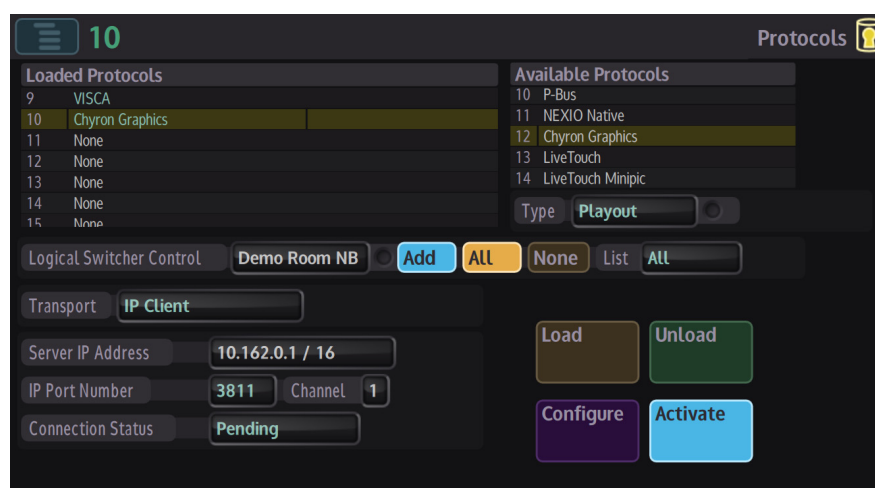 10 Protocols
Loaded Protocols
9 VISCA
10 Chyron Graphics
11 None
12 None
13 None
14 None
15 None
Available Protocols
10 P-Bus
11 NEXIO Native
12 Chyron Graphics
13 LiveTouch
14 LiveTouch Minipic
Type Playout
Logical Switcher Control Demo Room NB Add All None List All
Transport IP Client
Server IP Address 10.162.0.1 / 16
IP Port Number 3811 Channel 1
Connection Status Pending
Load Unload
Configure Activate